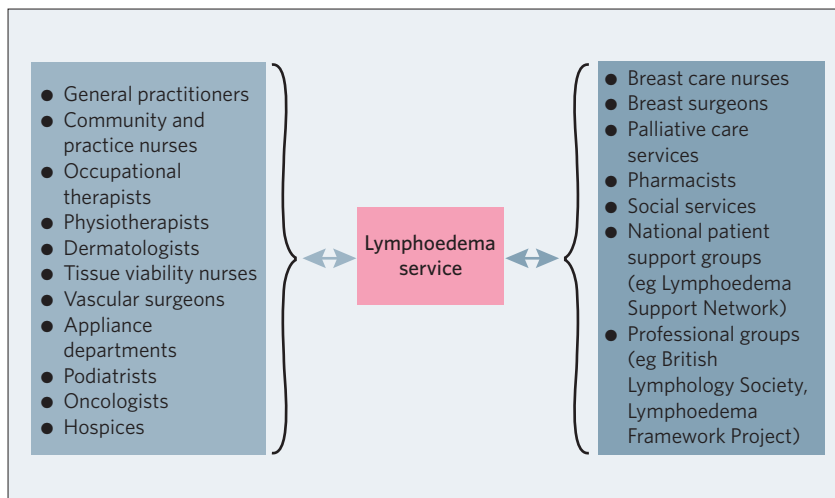 ● General practitioners
● Community and
practice nurses
● Occupational
therapists
● Physiotherapists
● Dermatologists
● Tissue viability nurses
● Vascular surgeons
● Appliance
departments
● Podiatrists
● Oncologists
● Hospices
Lymphoedema
service
● Breast care nurses
● Breast surgeons
● Palliative care
services
● Pharmacists
● Social services
● National patient
support groups
(eg Lymphoedema
Support Network)
● Professional groups
(eg British
Lymphology Society,
Lymphoedema
Framework Project)